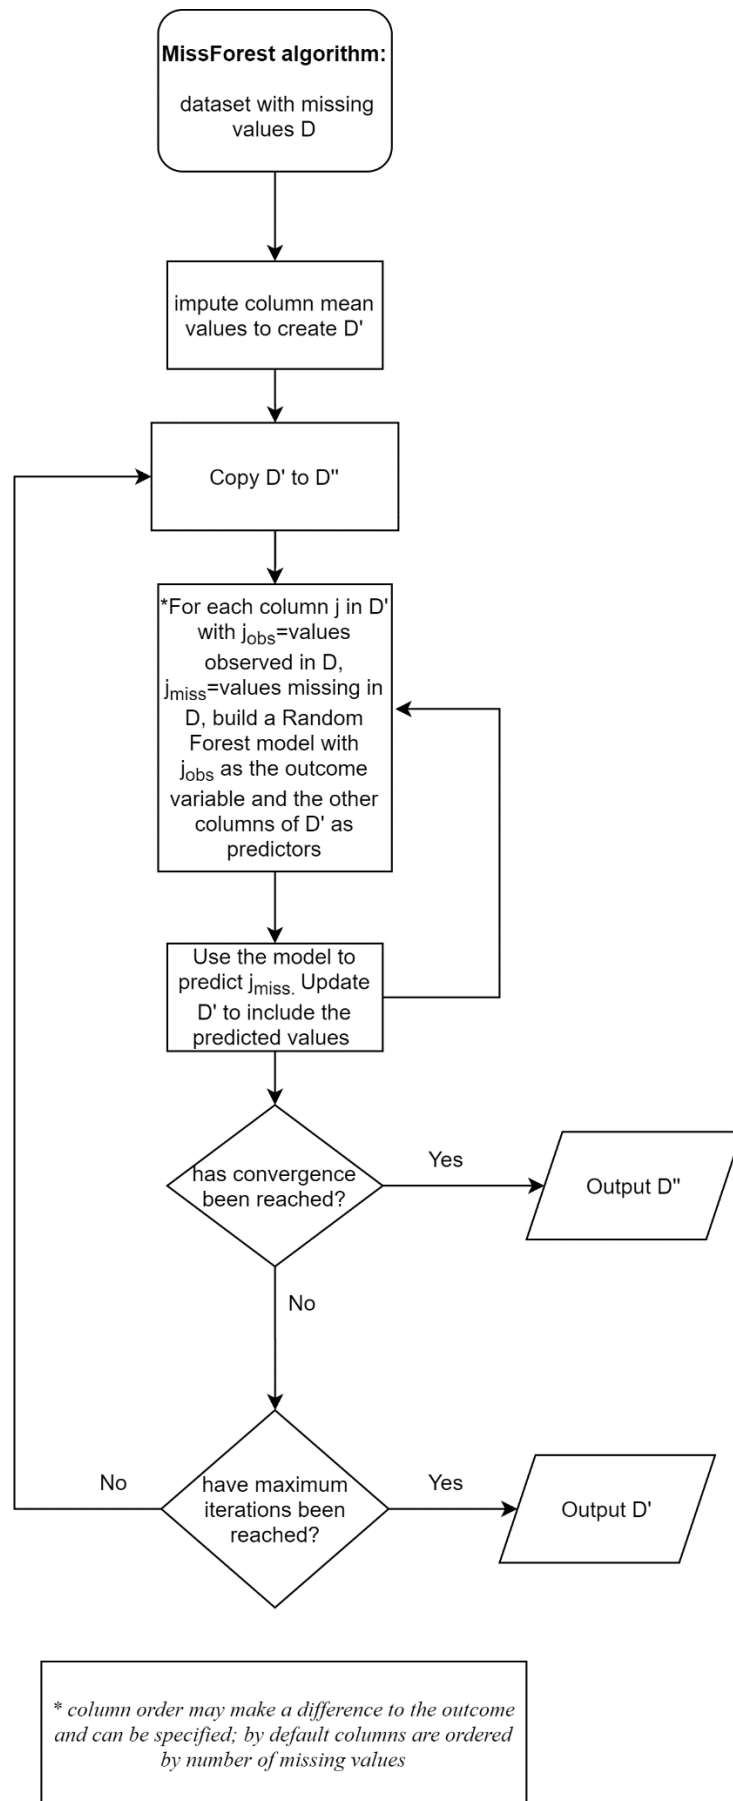 MissForest algorithm:
dataset with missing
values D
impute column mean
values to create D'
Copy D' to D''
*For each column j in D'
with jobs=values
observed in D,
jmiss=values missing in
D, build a Random
Forest model with
jobs as the outcome
variable and the other
columns of D' as
predictors
Use the model to
predict jmiss. Update
D' to include the
predicted values
has convergence
been reached?
Yes
Output D''
No
have maximum
iterations been
reached?
No
Yes
Output D'
* column order may make a difference to the outcome
and can be specified; by default columns are ordered
by number of missing values